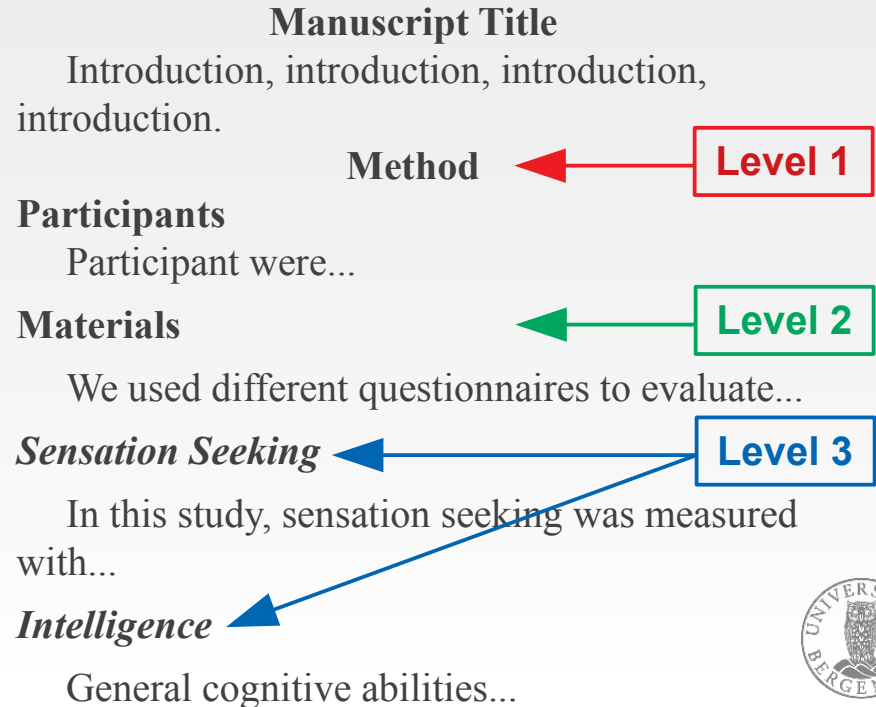 Manuscript Title
Introduction, introduction, introduction,
introduction.
Method
Level 1
Participants
Participant were...
Materials
Level 2
We used different questionnaires to evaluate...
Sensation Seeking
Level 3
In this study, sensation seeking was measured
with...
Intelligence
General cognitive abilities...